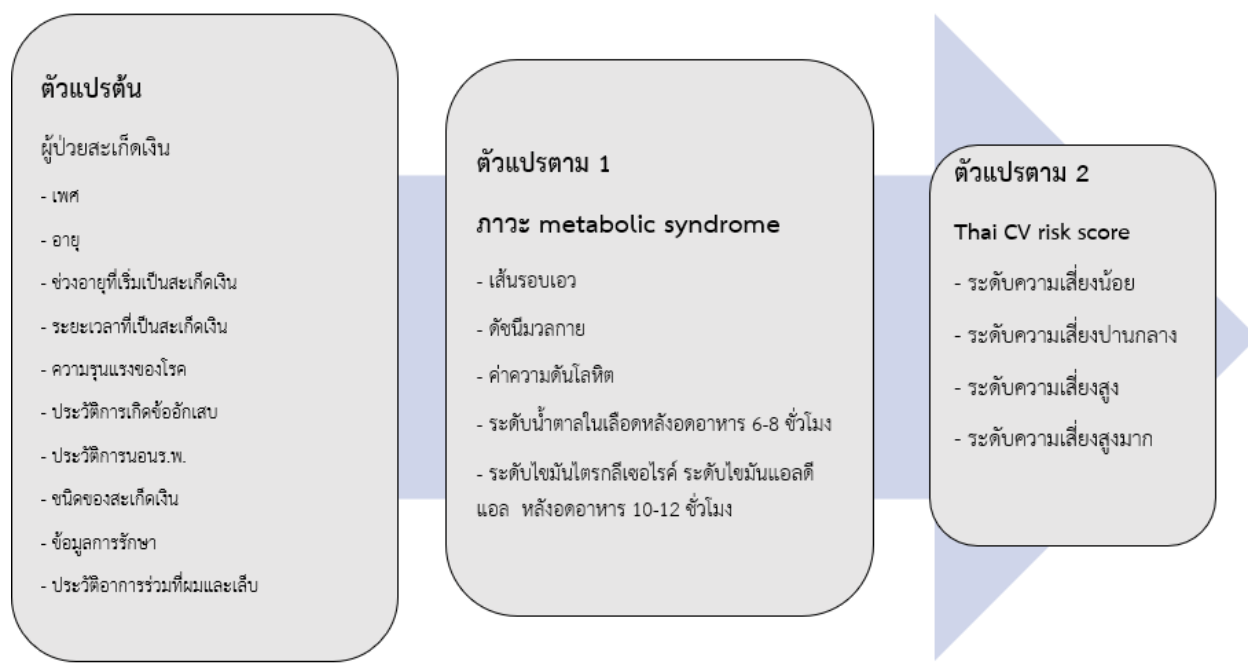 ตัวแปรต้น
ผู้ป่วยสะเก็ดเงิน
- เพศ
- อายุ
- ช่วงอายุที่เริ่มเป็นสะเก็ดเงิน
- ระยะเวลาที่เป็นสะเก็ดเงิน
- ความรุนแรงของโรค
- ประวัติการเกิดข้ออักเสบ
- ประวัติการนอนร.พ.
- ชนิดของสะเก็ดเงิน
- ข้อมูลการรักษา
- ประวัติอาการร่วมที่ผมและเล็บ
ตัวแปรตาม 1
ภาวะ metabolic syndrome
- เส้นรอบเอว
- ดัชนีมวลกาย
- ค่าความดันโลหิต
- ระดับน้ำตาลในเลือดหลังอดอาหาร 6-8 ชั่วโมง
- ระดับไขมันไตรกลีเซอไรค์ ระดับไขมันแอลดี
แอล หลังอดอาหาร 10-12 ชั่วโมง
ตัวแปรตาม 2
Thai CV risk score
- ระดับความเสี่ยงน้อย
- ระดับความเสี่ยงปานกลาง
- ระดับความเสี่ยงสูง
- ระดับความเสี่ยงสูงมาก